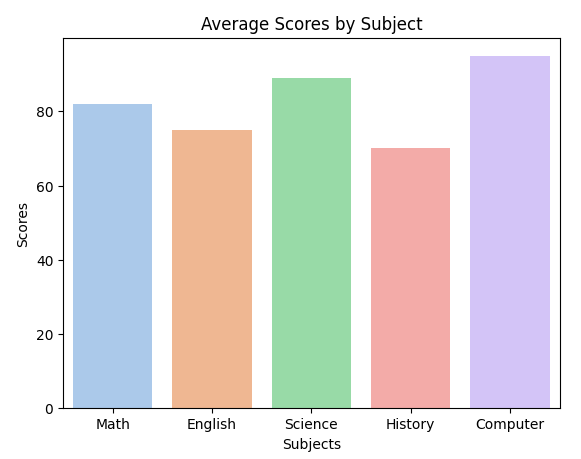 Average Scores by Subject
Scores
80
60
40
20
0
Math English Science History Computer
Subjects